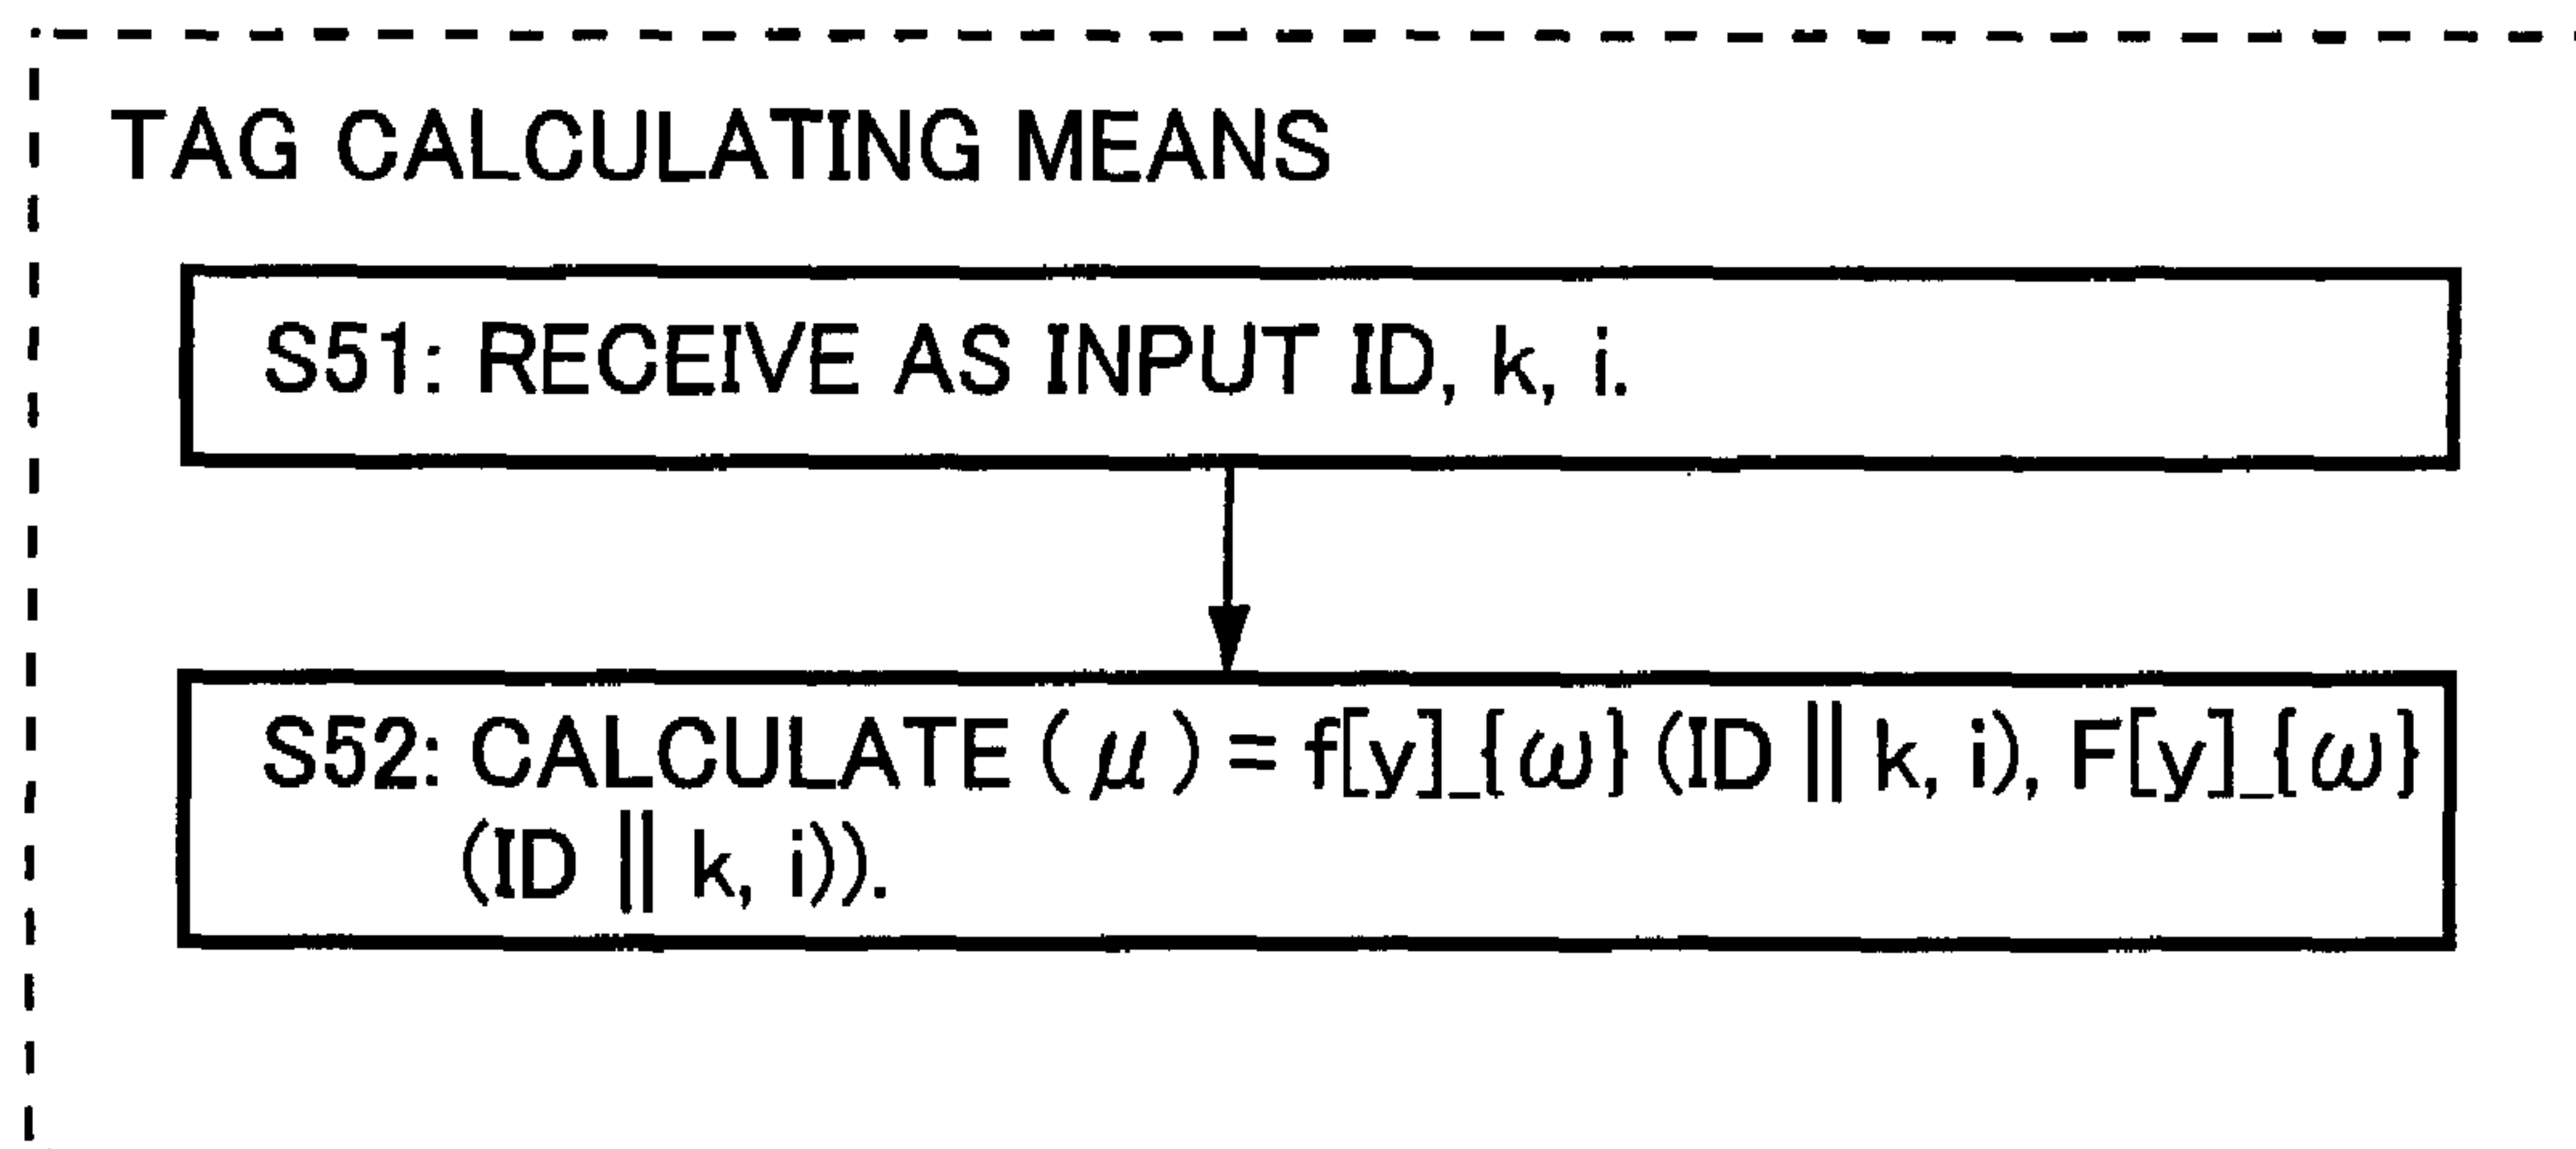 TAG CALCULATING MEANS
S51: RECEIVE AS INPUT ID, k, i.
S52: CALCULATE (μ) = f[y]_{ω}(ID || k, i), F[y]_{ω}
(ID || k, i)).